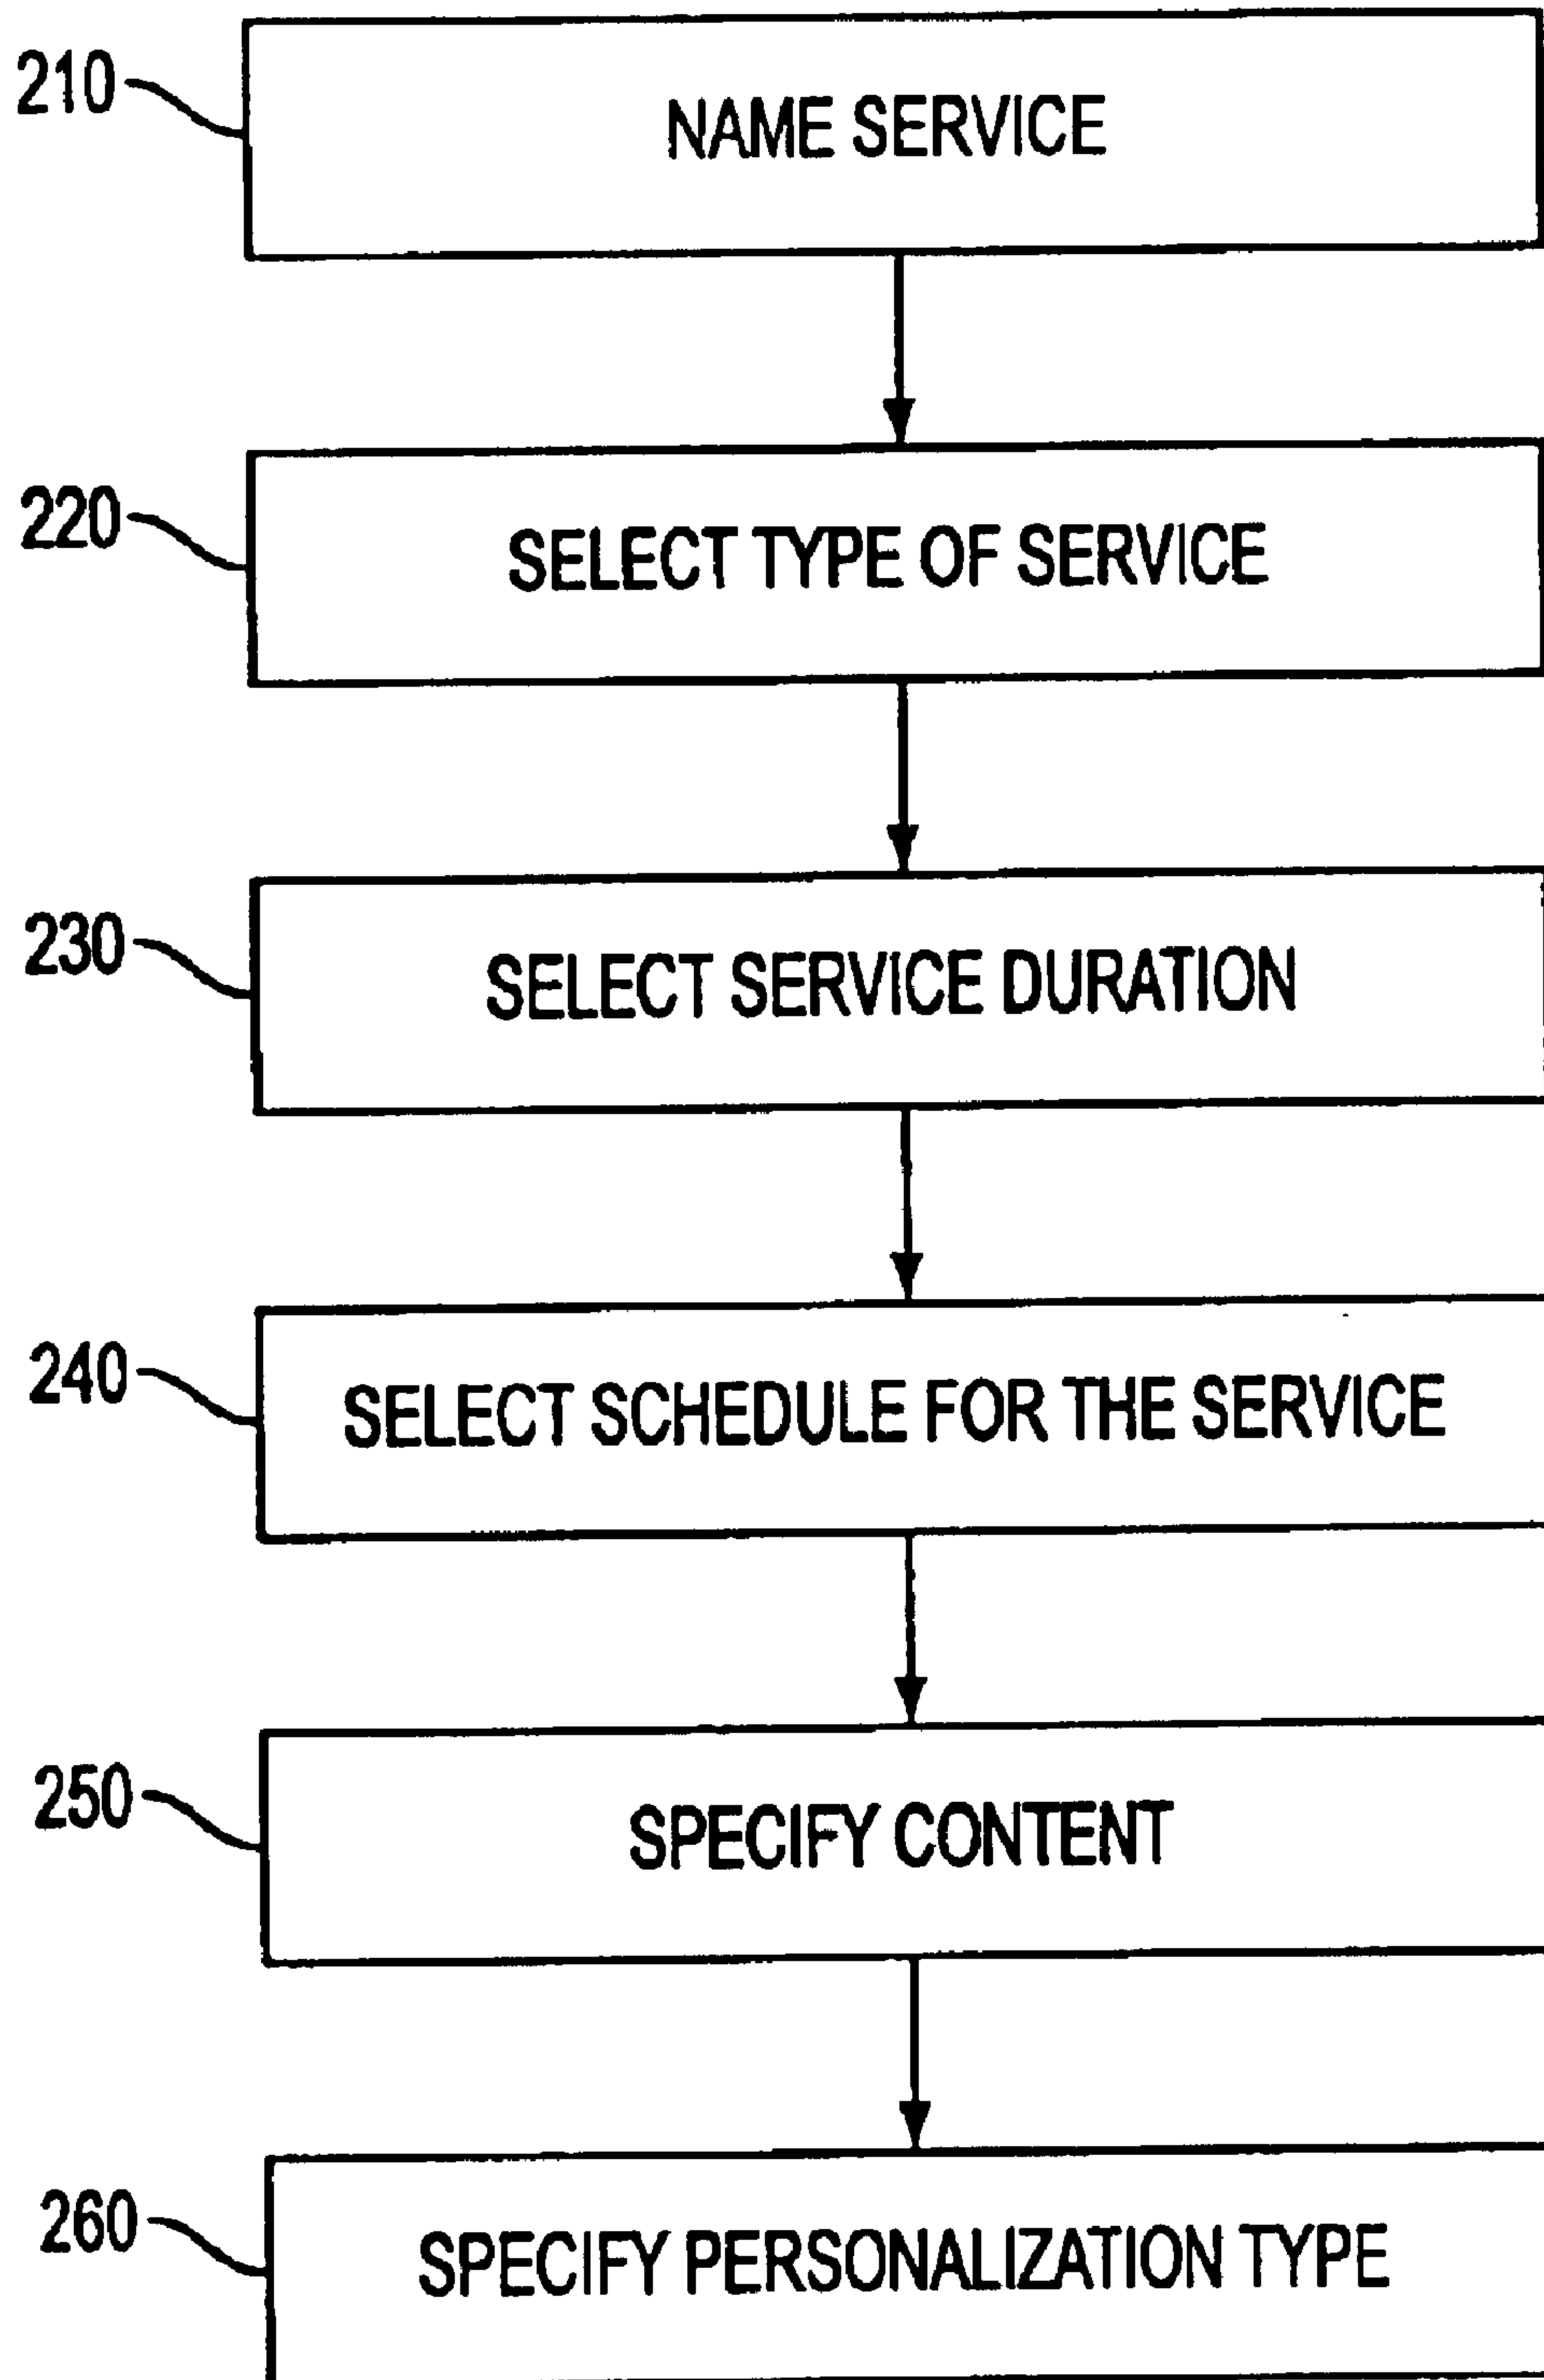 210
NAME SERVICE
220
SELECT TYPE OF SERVICE
230
SELECT SERVICE DURATION
240
SELECT SCHEDULE FOR THE SERVICE
250
SPECIFY CONTENT
260
SPECIFY PERSONALIZATION TYPE